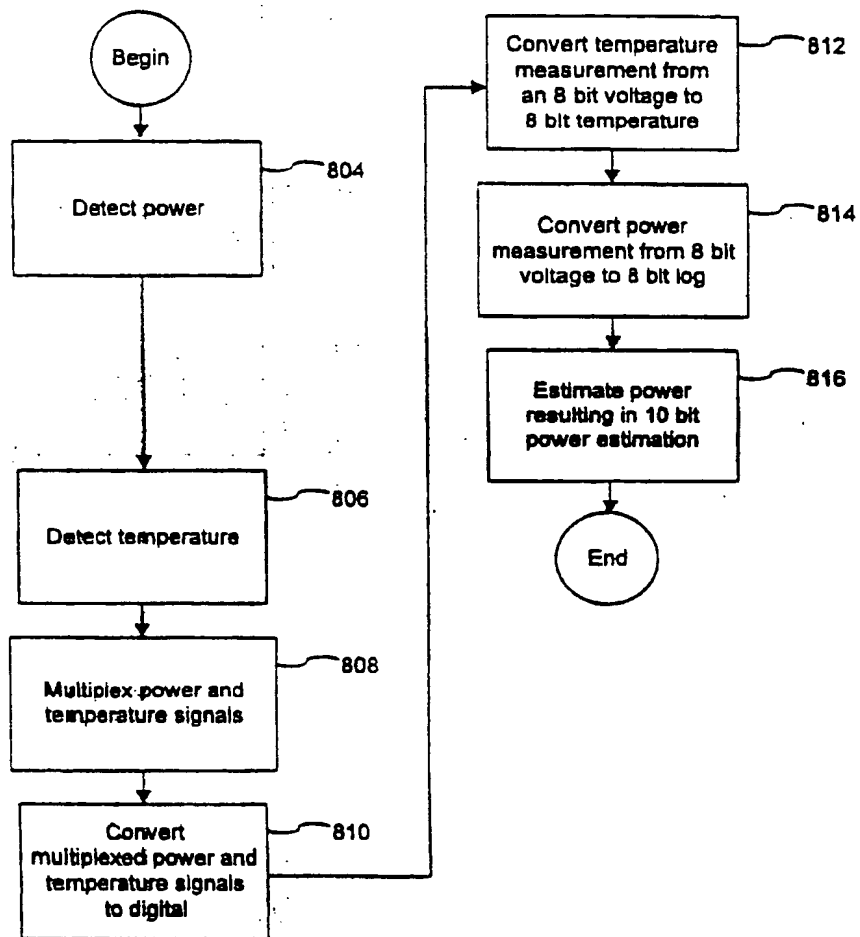 Begin
804
Detect power
806
Detect temperature
808
Multiplex power and
temperature signals
810
Convert
multiplexed power and
temperature signals
to digital
812
Convert temperature
measurement from
an 8 bit voltage to
8 bit temperature
814
Convert power
measurement from 8 bit
voltage to 8 bit log
816
Estimate power
resulting in 10 bit
power estimation
End